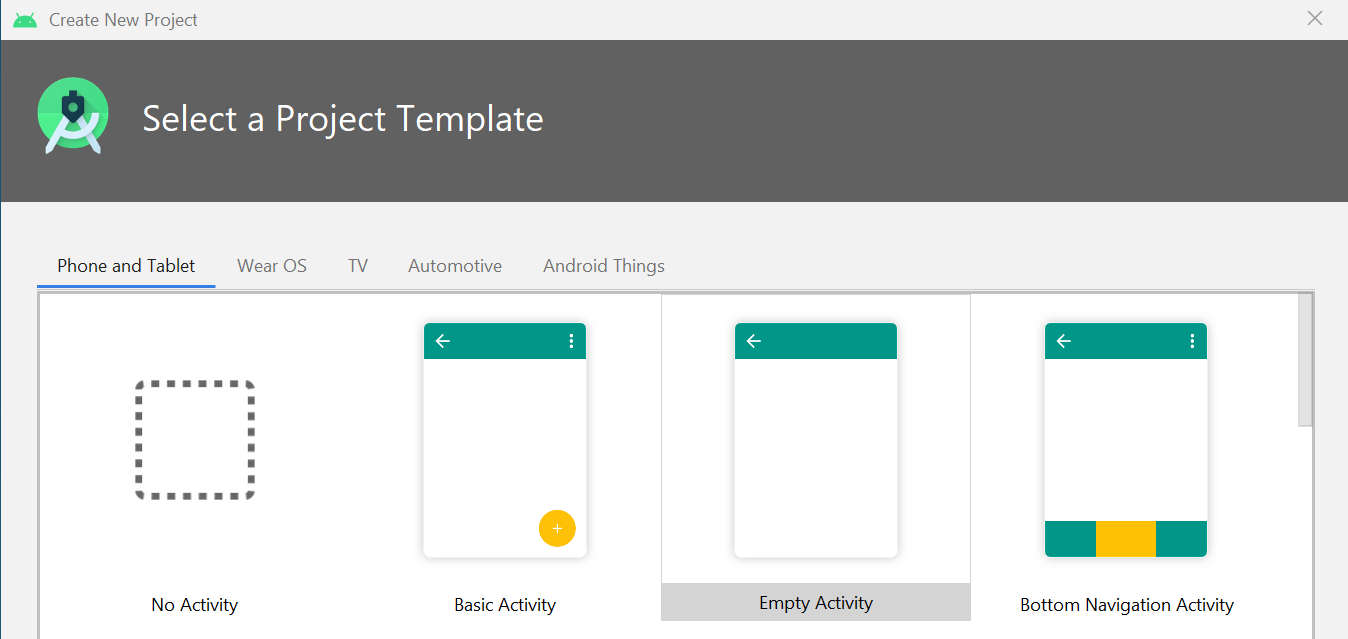 Create New Project
Select a Project Template
Phone and Tablet Wear OS TV Automotive Android Things
No Activity Basic Activity Empty Activity Bottom Navigation Activity